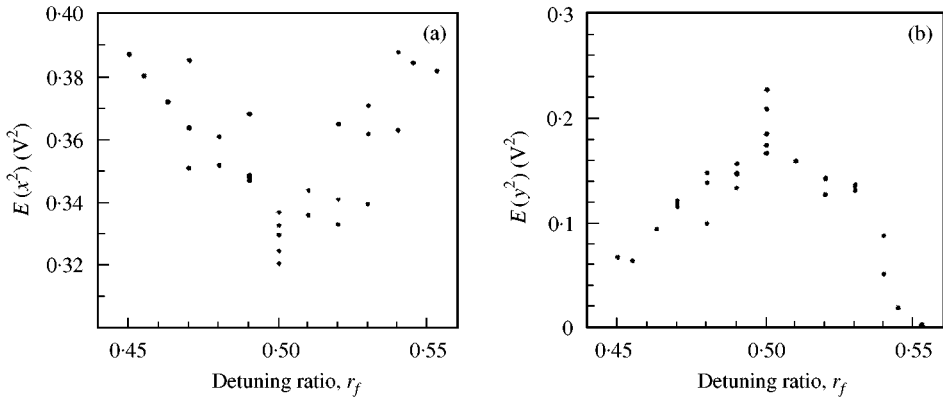 0·40
(a)
0·38
0·36
0·34
0·32
E (x²) (V²)
0·45
0·50
0·55
Detuning ratio, r_f
0·3
(b)
0·2
0·1
0
E (y²) (V²)
0·45
0·50
0·55
Detuning ratio, r_f